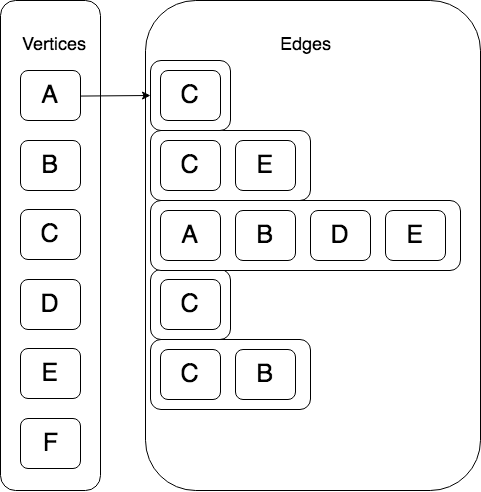 Vertices Edges
A C
B C E
C A B D E
D C
E C B
F